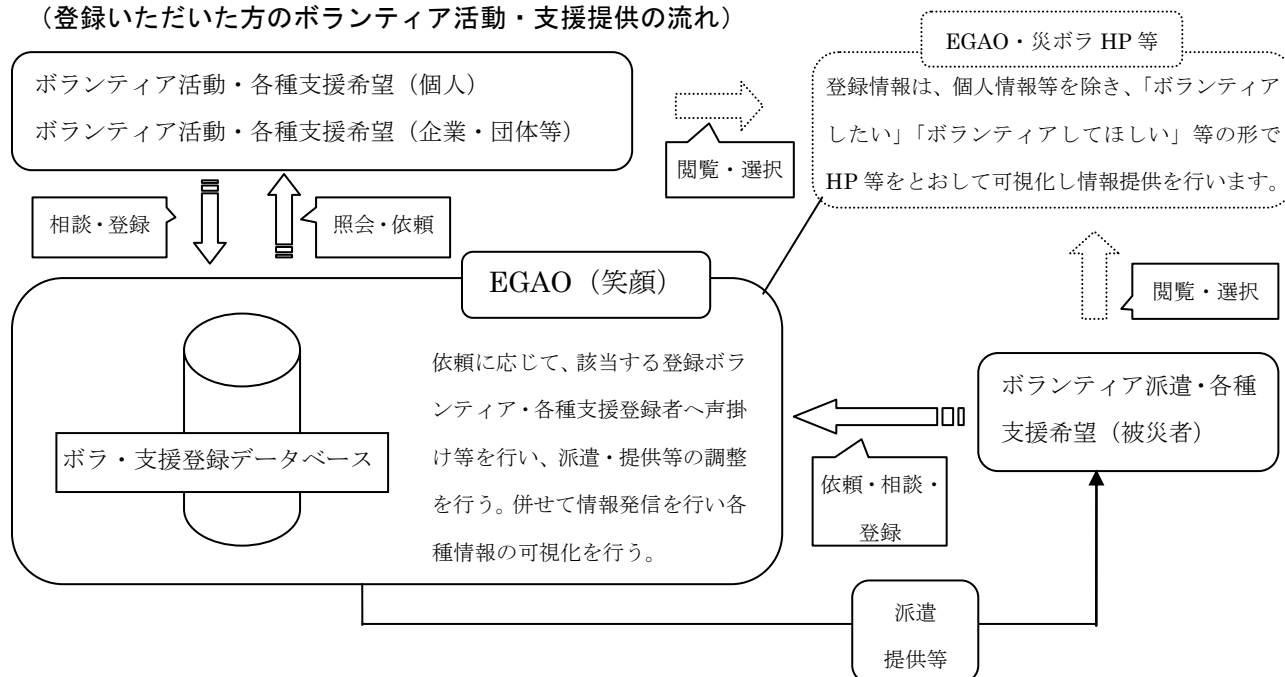 （登録いただいた方のボランティア活動・支援提供の流れ）
EGAO・災ボラ HP 等
ボランティア活動・各種支援希望（個人）
ボランティア活動・各種支援希望（企業・団体等）
登録情報は、個人情報等を除き、「ボランティア
したい」「ボランティアしてほしい」等の形で
HP 等をとおして可視化し情報提供を行います。
閲覧・選択
相談・登録
照会・依頼
EGAO（笑顔）
閲覧・選択
依頼に応じて、該当する登録ボラ
ンティア・各種支援登録者へ声掛
け等を行い、派遣・提供等の調整
を行う。併せて情報発信を行い各
種情報の可視化を行う。
ボラ・支援登録データベース
ボランティア派遣・各種
支援希望（被災者）
依頼・相談・
登録
派遣
提供等